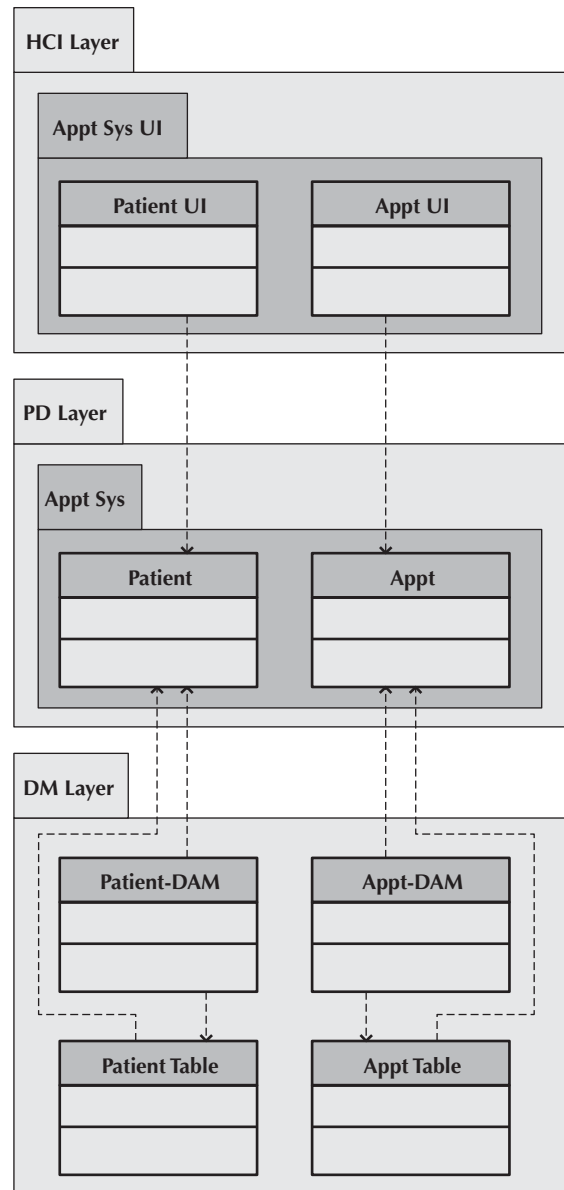 HCI Layer
Appt Sys UI
Patient UI
Appt UI
PD Layer
Appt Sys
Patient
Appt
DM Layer
Patient-DAM
Appt-DAM
Patient Table
Appt Table